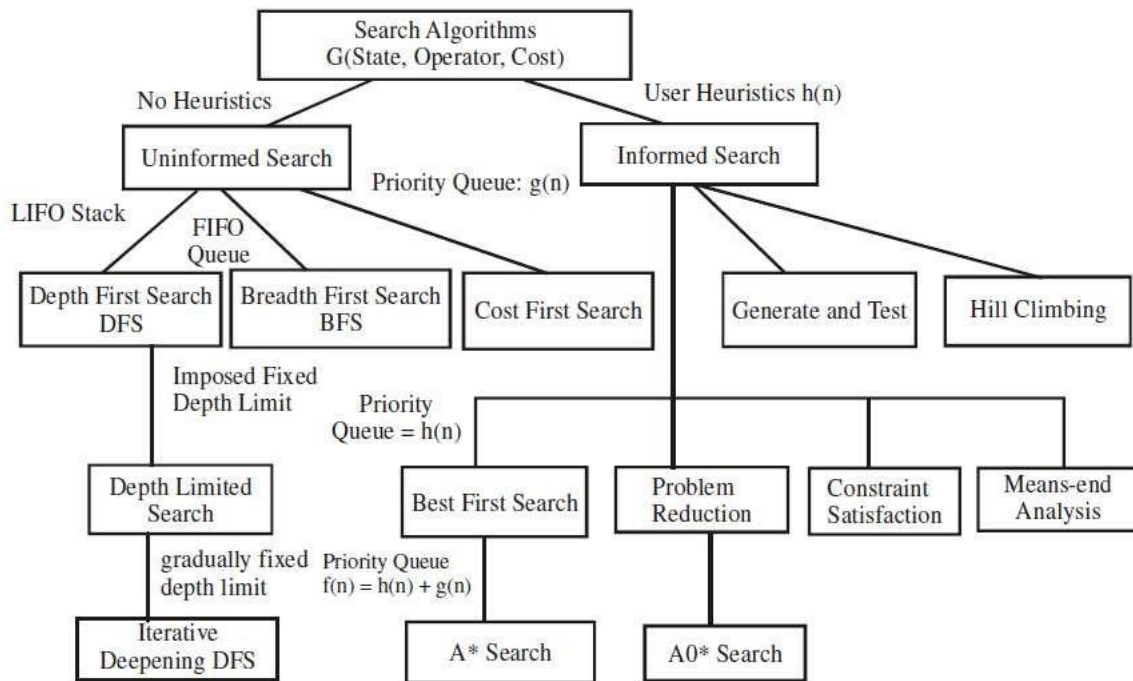 Search Algorithms
G(State, Operator, Cost)
No Heuristics
User Heuristics h(n)
Uninformed Search
Informed Search
Priority Queue: g(n)
LIFO Stack
FIFO
Queue
Depth First Search
DFS
Breadth First Search
BFS
Cost First Search
Generate and Test
Hill Climbing
Imposed Fixed
Depth Limit
Priority
Queue = h(n)
Depth Limited
Search
Best First Search
Problem
Reduction
Constraint
Satisfaction
Means-end
Analysis
gradually fixed
depth limit
Priority Queue
f(n) = h(n) + g(n)
Iterative
Deepening DFS
A* Search
A0* Search